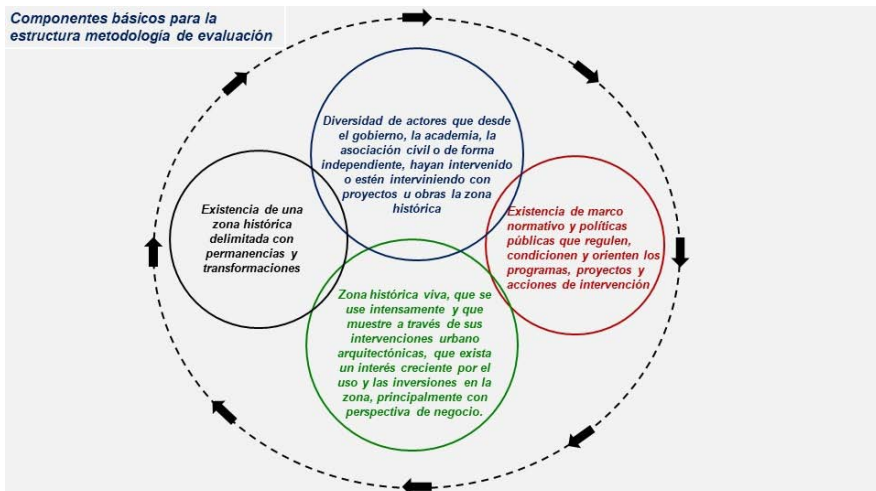 Componentes básicos para la
estructura metodología de evaluación
Diversidad de actores que desde
el gobierno, la academia, la
asociación civil o de forma
independiente, hayan intervenido
o estén interviniendo con
proyectos u obras la zona
histórica
Existencia de una
zona histórica
delimitada con
permanencias y
transformaciones
Existencia de marco
normativo y políticas
públicas que regulen,
condicionen y orienten los
programas, proyectos y
acciones de intervención
Zona histórica viva, que se
use intensamente y que
muestre a través de sus
intervenciones urbano
arquitectónicas, que exista
un interés creciente por el
uso y las inversiones en la
zona, principalmente con
perspectiva de negocio.